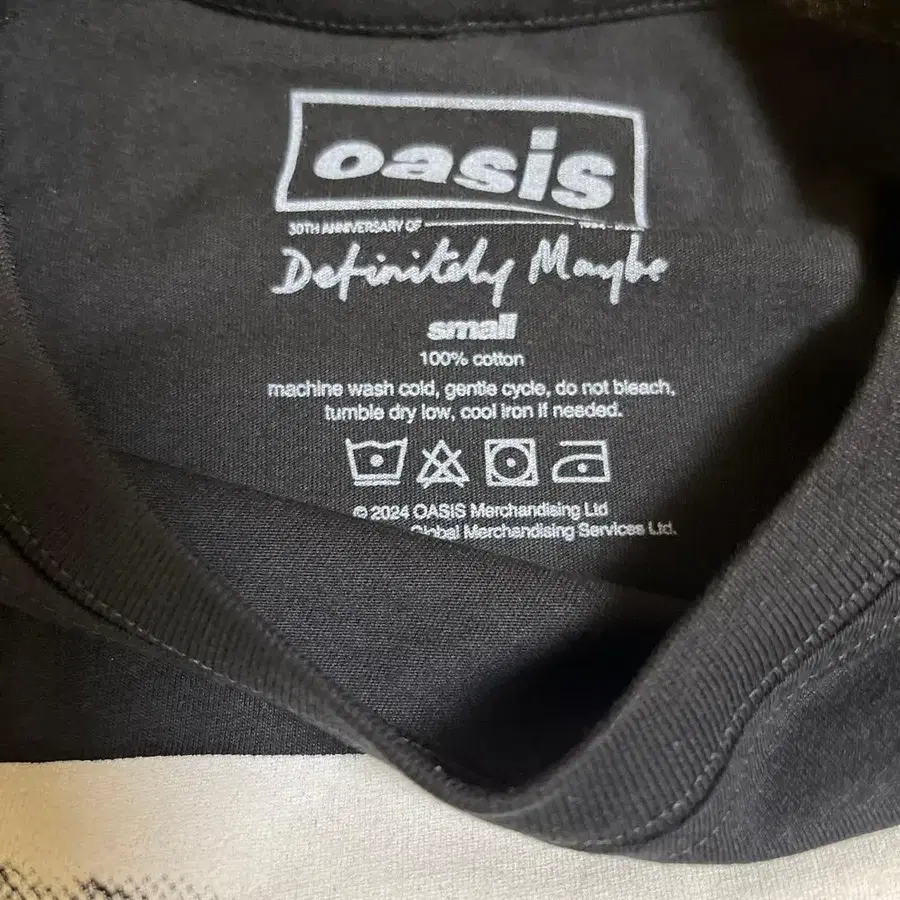 oasis
30TH ANNIVERSARY OF
Definitely Maybe
small
100% cotton
machine wash cold, gentle cycle, do not bleach,
tumble dry low, cool iron if needed.
© 2024 OASIS Merchandising Ltd
Global Merchandising Services Ltd.